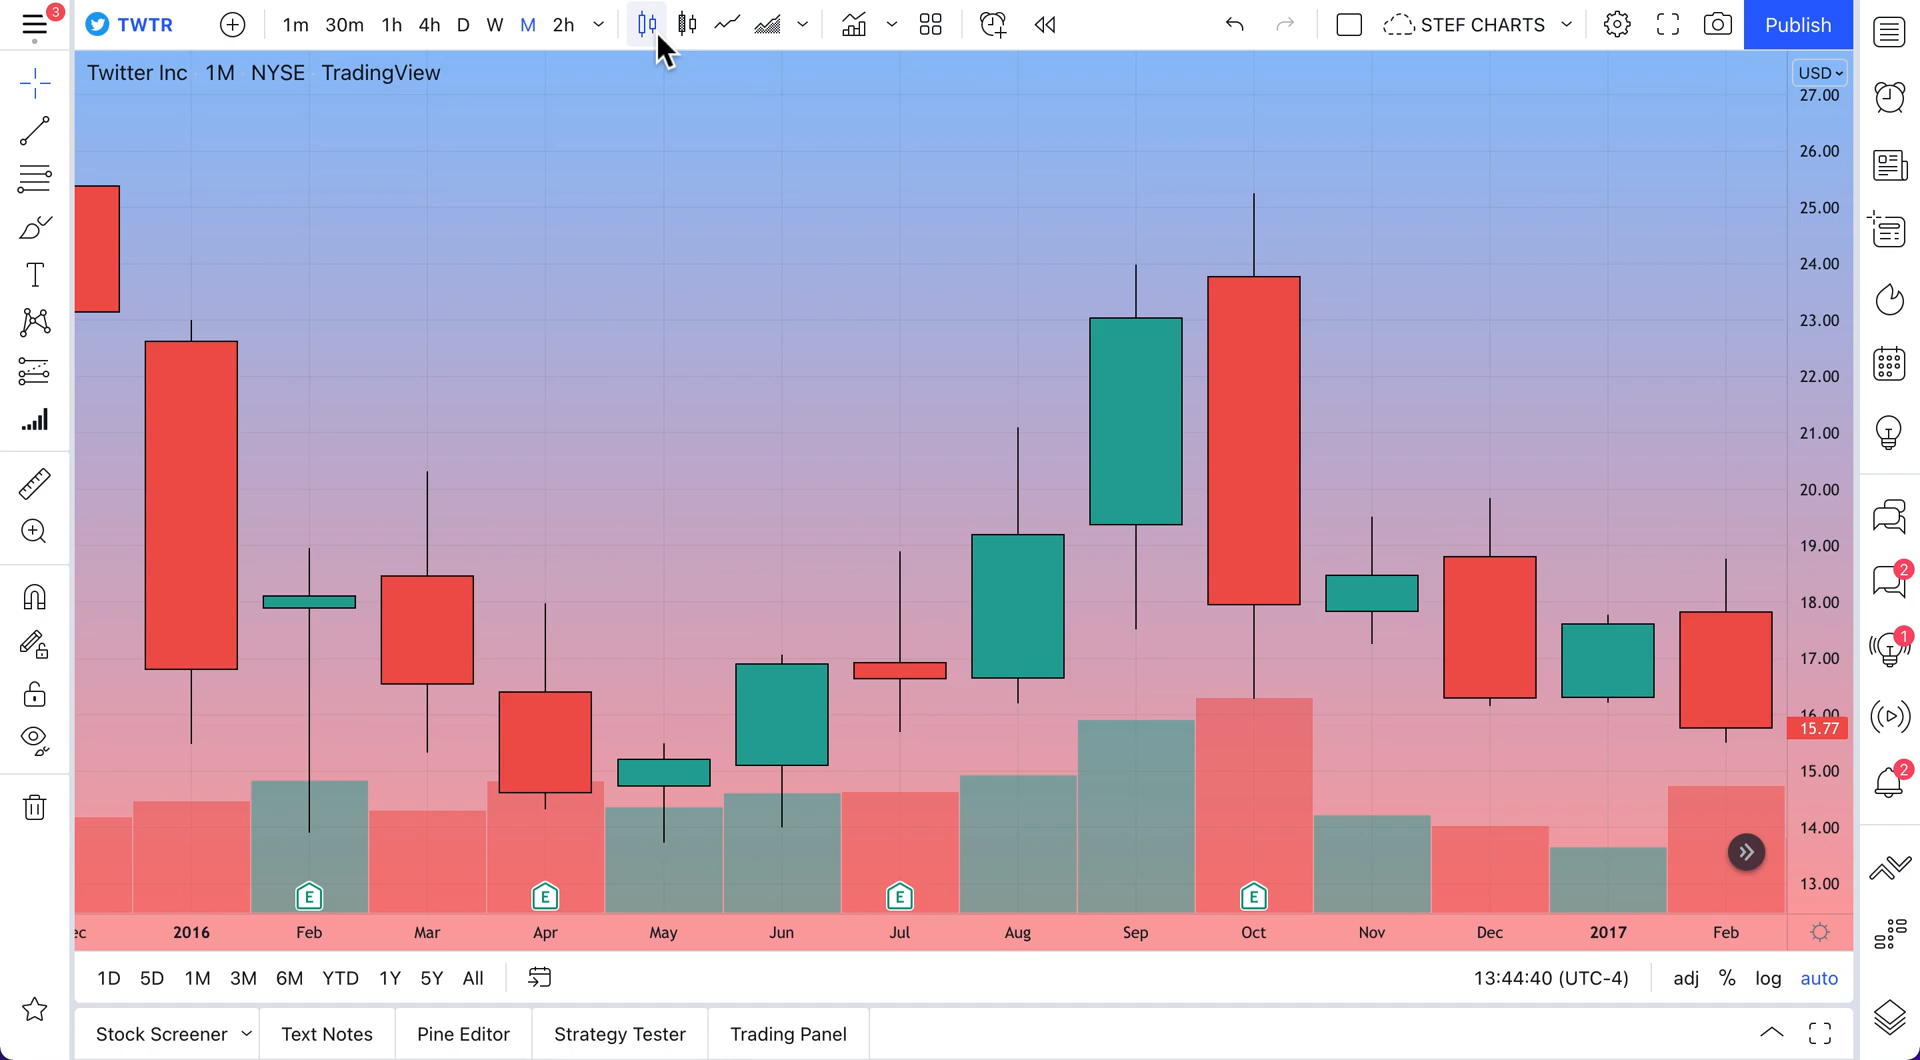 3
TWTR 1m 30m 1h 4h D W M 2h STEF CHARTS Publish
Twitter Inc 1M NYSE TradingView
USD
27.00
26.00
25.00
24.00
23.00
22.00
21.00
20.00
19.00
18.00
17.00
16.00
15.77
15.00
14.00
13.00
2
1
2
E E E E
ec 2016 Feb Mar Apr May Jun Jul Aug Sep Oct Nov Dec 2017 Feb
1D 5D 1M 3M 6M YTD 1Y 5Y All 13:44:40 (UTC-4) adj % log auto
Stock Screener Text Notes Pine Editor Strategy Tester Trading Panel